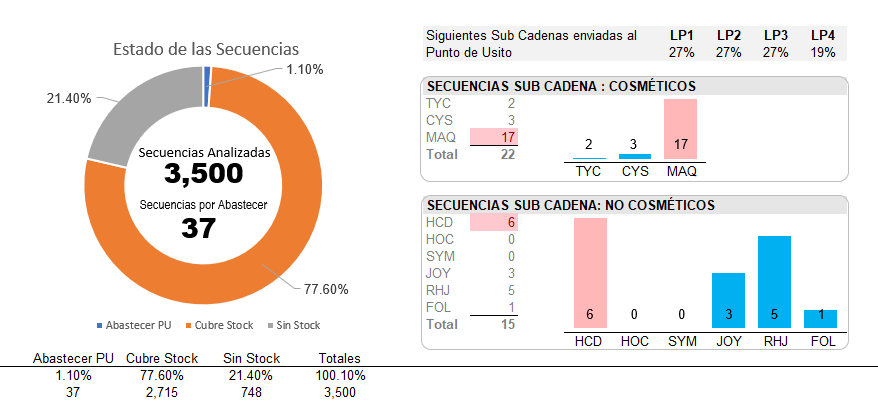 Estado de las Secuencias
1.10%
21.40%
Secuencias Analizadas
3,500
Secuencias por Abastecer
37
77.60%
Abastecer PU Cubre Stock Sin Stock
Abastecer PU Cubre Stock Sin Stock Totales
1.10% 77.60% 21.40% 100.10%
37 2,715 748 3,500
Siguientes Sub Cadenas enviadas al LP1 LP2 LP3 LP4
Punto de Usito 27% 27% 27% 19%
SECUENCIAS SUB CADENA : COSMÉTICOS
TYC 2
CYS 3
MAQ 17
Total 22
2 3 17
TYC CYS MAQ
SECUENCIAS SUB CADENA: NO COSMÉTICOS
HCD 6
HOC 0
SYM 0
JOY 3
RHJ 5
FOL 1
Total 15
6 0 0 3 5 1
HCD HOC SYM JOY RHJ FOL